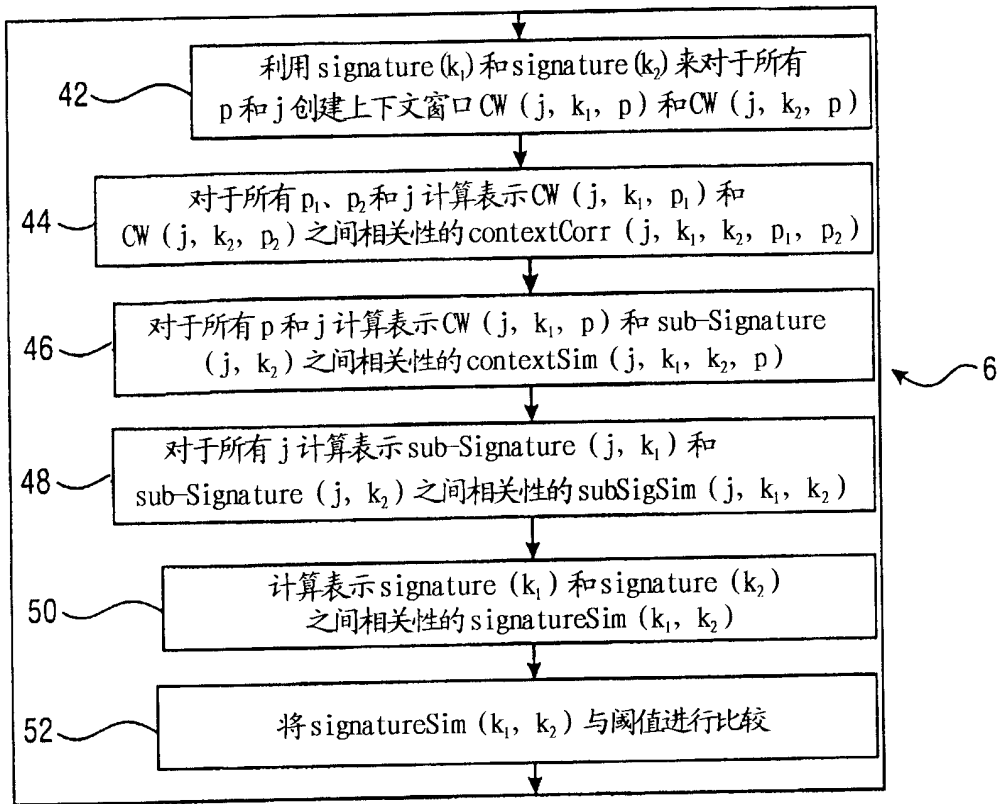 42
利用signature(k₁)和signature(k₂)来对于所有
p和j创建上下文窗口CW(j, k₁, p)和CW(j, k₂, p)
44
对于所有p₁、p₂和j计算表示CW(j, k₁, p₁)和
CW(j, k₂, p₂)之间相关性的contextCorr(j, k₁, k₂, p₁, p₂)
46
对于所有p和j计算表示CW(j, k₁, p)和sub-Signature
(j, k₂)之间相关性的contextSim(j, k₁, k₂, p)
6
48
对于所有j计算表示sub-Signature(j, k₁)和
sub-Signature(j, k₂)之间相关性的subSigSim(j, k₁, k₂)
50
计算表示signature(k₁)和signature(k₂)
之间相关性的signatureSim(k₁, k₂)
52
将signatureSim(k₁, k₂)与阈值进行比较